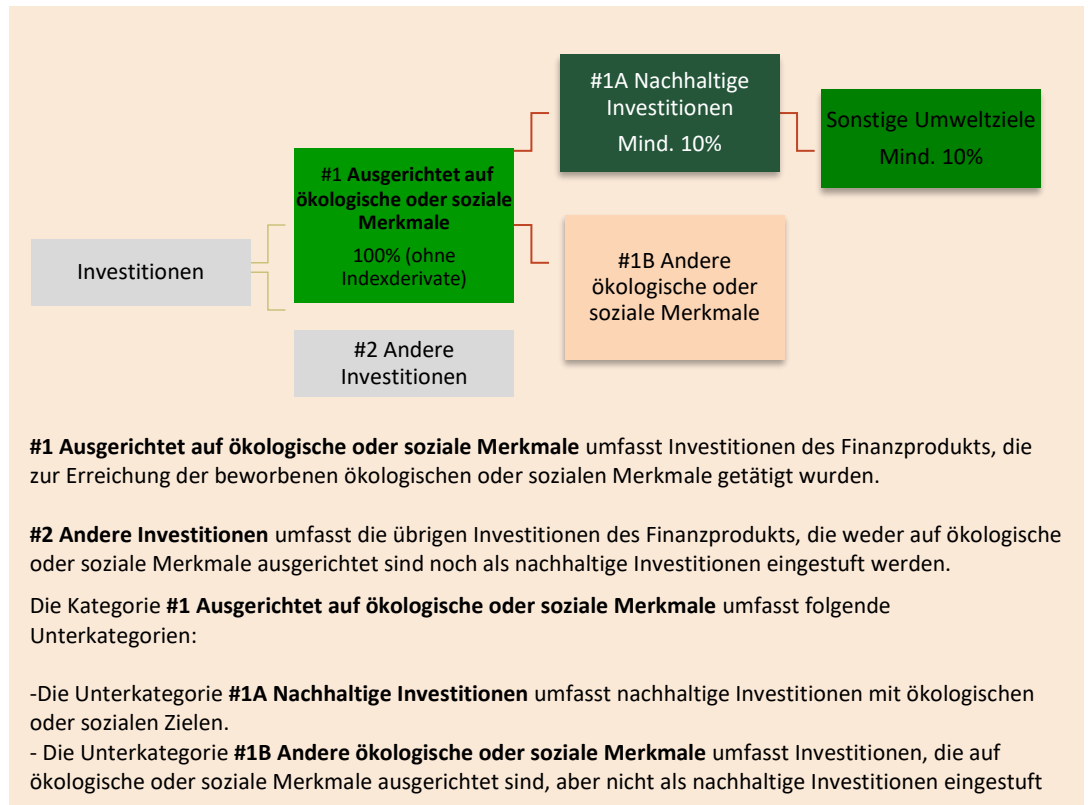 #1A Nachhaltige
Investitionen
Mind. 10%
Sonstige Umweltziele
Mind. 10%
#1 Ausgerichtet auf
ökologische oder soziale
Merkmale
100% (ohne
Indexderivate)
Investitionen
#1B Andere
ökologische oder
soziale Merkmale
#2 Andere
Investitionen
#1 Ausgerichtet auf ökologische oder soziale Merkmale umfasst Investitionen des Finanzprodukts, die
zur Erreichung der beworbenen ökologischen oder sozialen Merkmale getätigt wurden.
#2 Andere Investitionen umfasst die übrigen Investitionen des Finanzprodukts, die weder auf ökologische
oder soziale Merkmale ausgerichtet sind noch als nachhaltige Investitionen eingestuft werden.
Die Kategorie #1 Ausgerichtet auf ökologische oder soziale Merkmale umfasst folgende
Unterkategorien:
-Die Unterkategorie #1A Nachhaltige Investitionen umfasst nachhaltige Investitionen mit ökologischen
oder sozialen Zielen.
- Die Unterkategorie #1B Andere ökologische oder soziale Merkmale umfasst Investitionen, die auf
ökologische oder soziale Merkmale ausgerichtet sind, aber nicht als nachhaltige Investitionen eingestuft